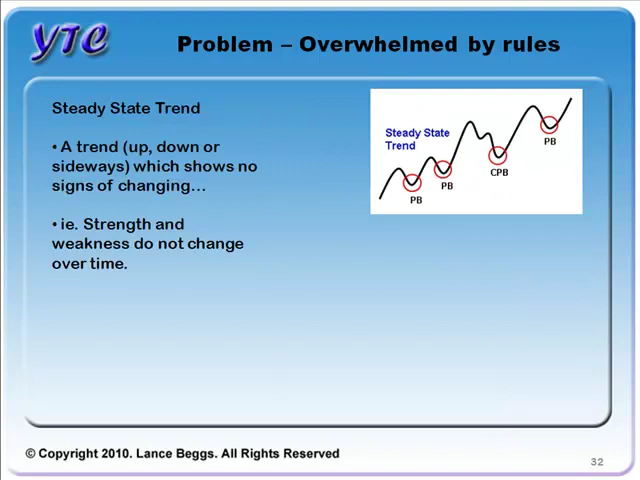 YTC
Problem – Overwhelmed by rules
Steady State Trend
• A trend (up, down or
sideways) which shows no
signs of changing…
• ie. Strength and
weakness do not change
over time.
Steady State
Trend
PB
PB
CPB
PB
© Copyright 2010. Lance Beggs. All Rights Reserved
32